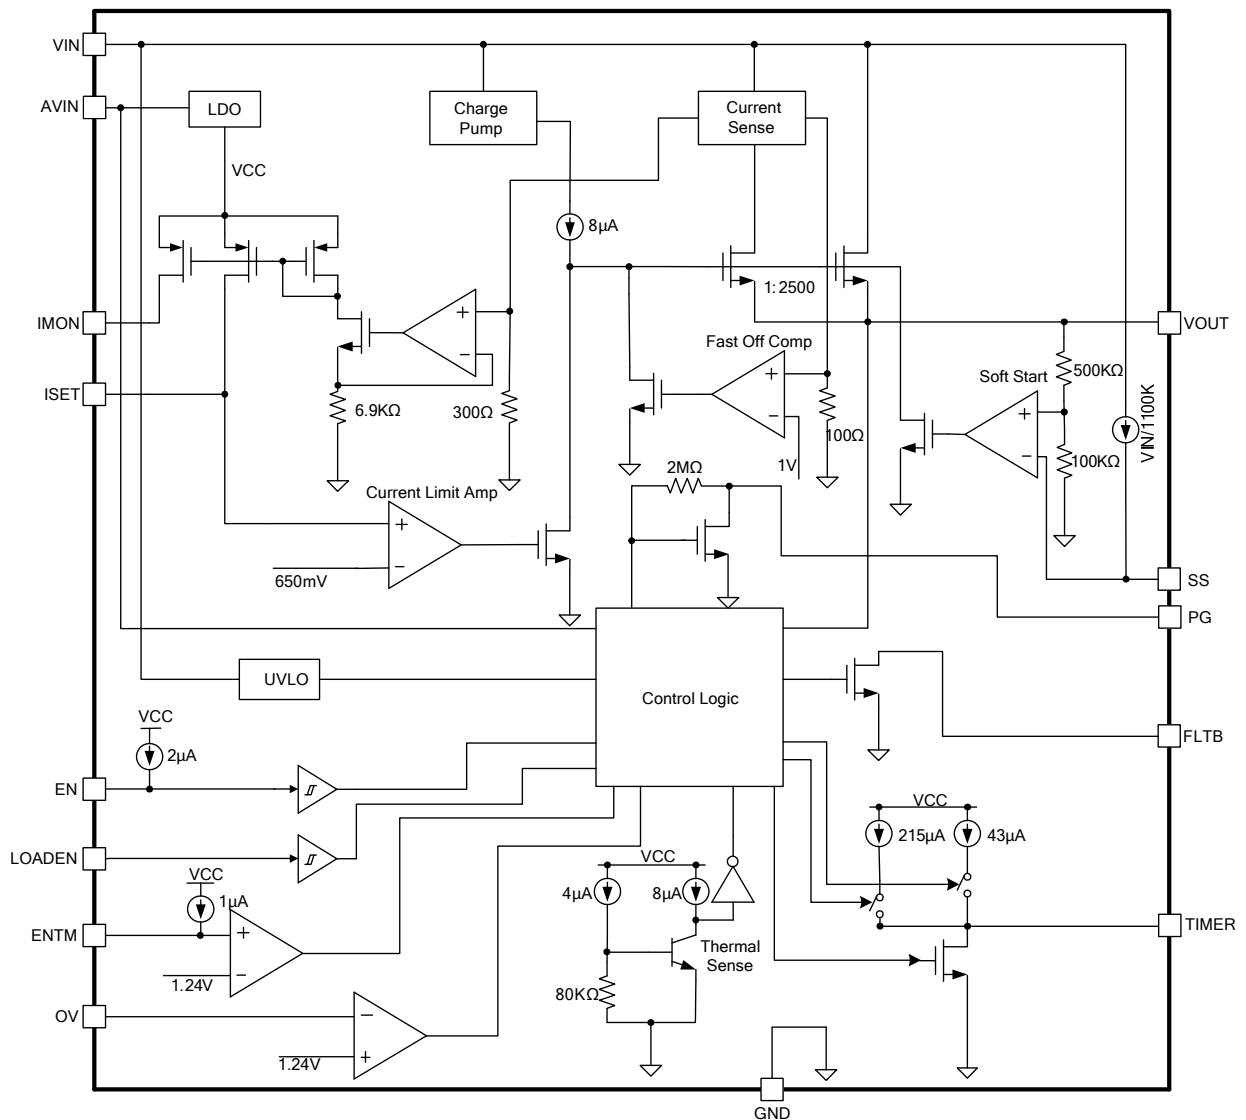 VIN
AVIN
LDO
Charge
Pump
Current
Sense
VCC
8µA
1:2500
IMON
VOUT
Fast Off Comp
+
−
+
−
Soft Start
500KΩ
ISET
6.9KΩ
300Ω
100Ω
+
−
100KΩ
VIN/1100K
1V
2MΩ
Current Limit Amp
+
−
650mV
SS
PG
UVLO
Control Logic
VCC
2µA
FLTB
EN
VCC
215µA
43µA
LOADEN
VCC
VCC
1µA
4µA
8µA
ENTM
+
−
1.24V
Thermal
Sense
TIMER
80KΩ
OV
−
+
1.24V
GND